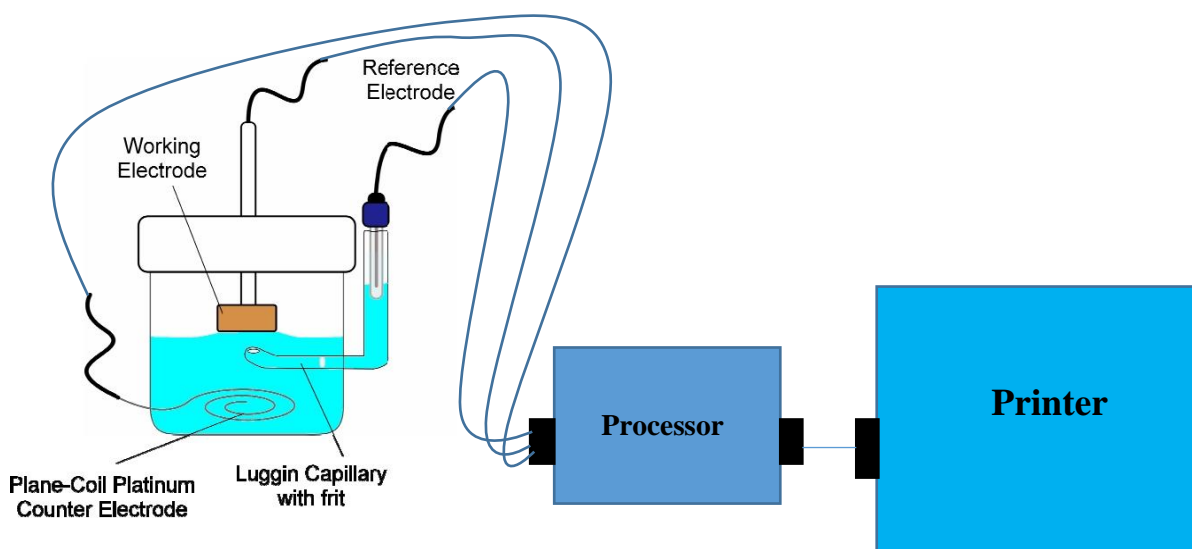 Reference
Electrode
Working
Electrode
Processor
Printer
Luggin Capillary
with frit
Plane-Coil Platinum
Counter Electrode